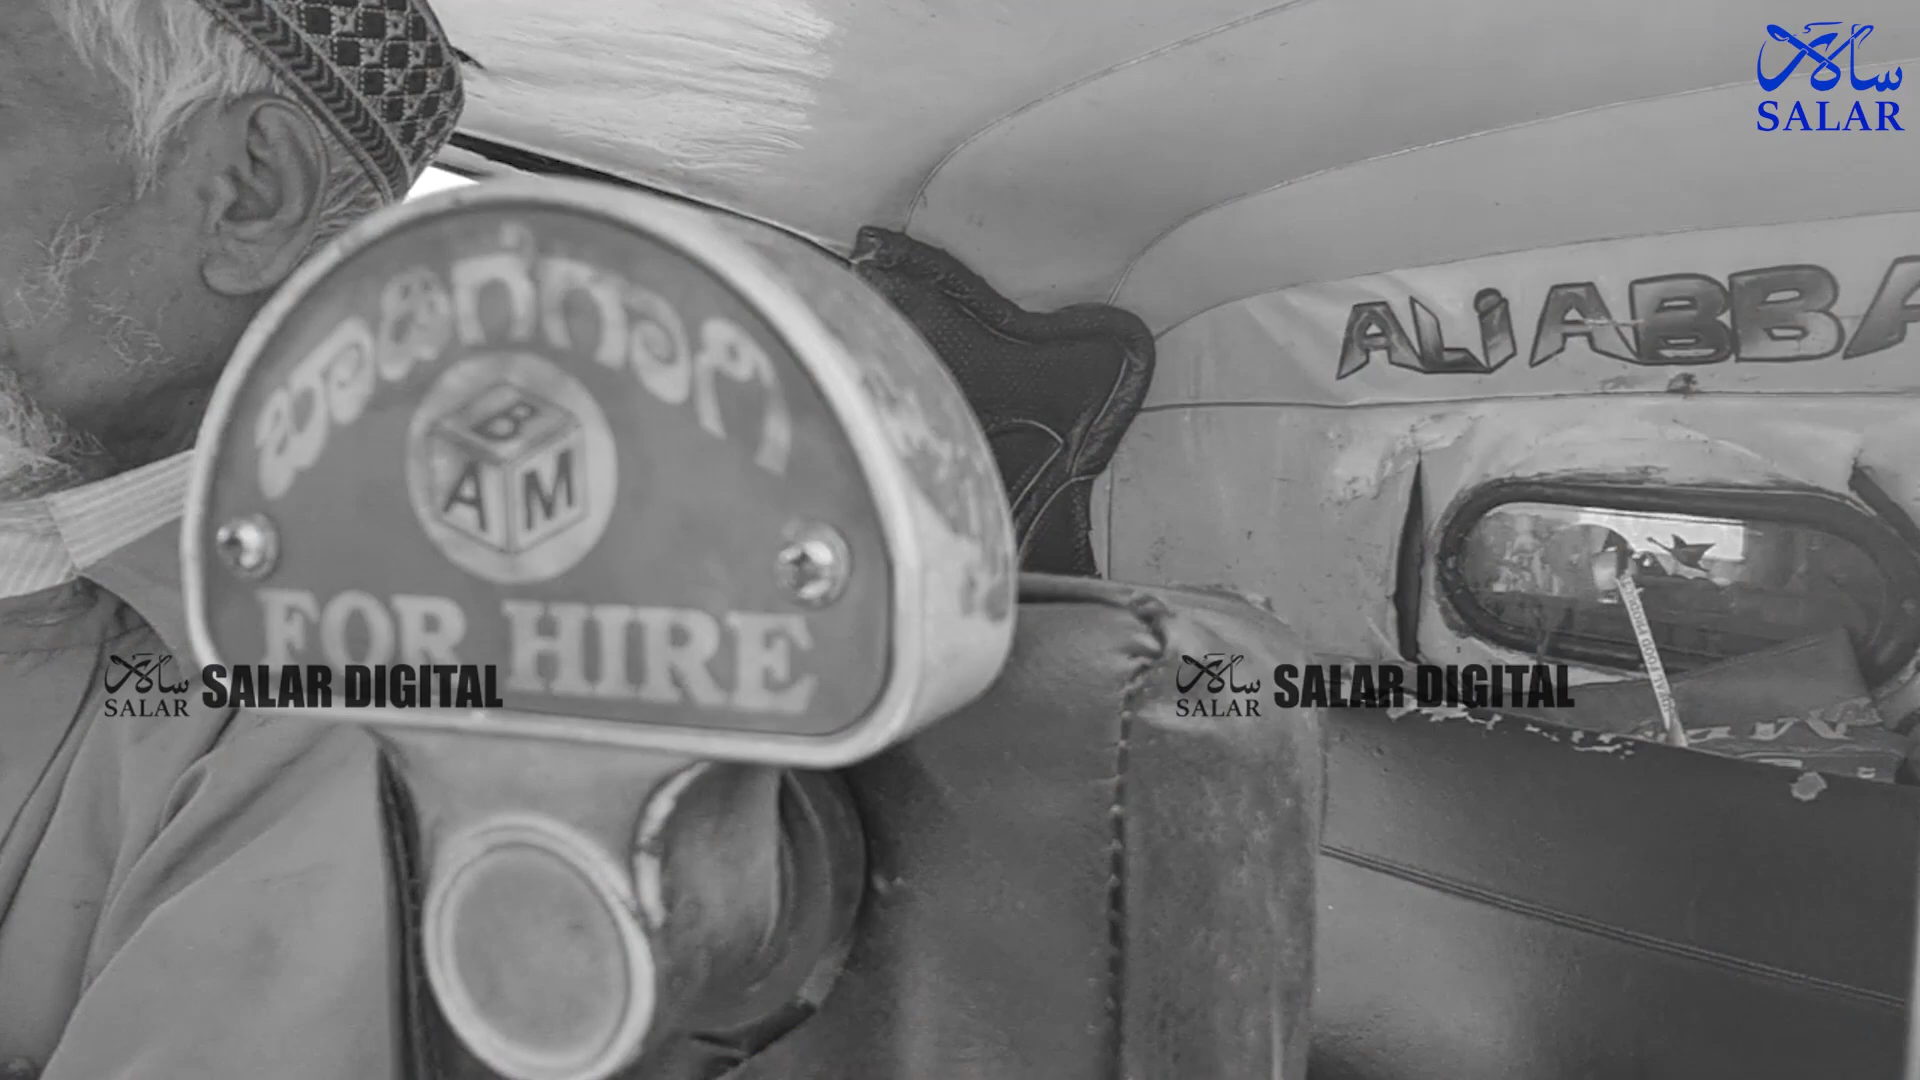 سالار
SALAR
ALI ABBA
ಬಾಡಿಗೆಗಾಗಿ
B
A M
FOR HIRE
سالار
SALAR
SALAR DIGITAL
سالار
SALAR
SALAR DIGITAL